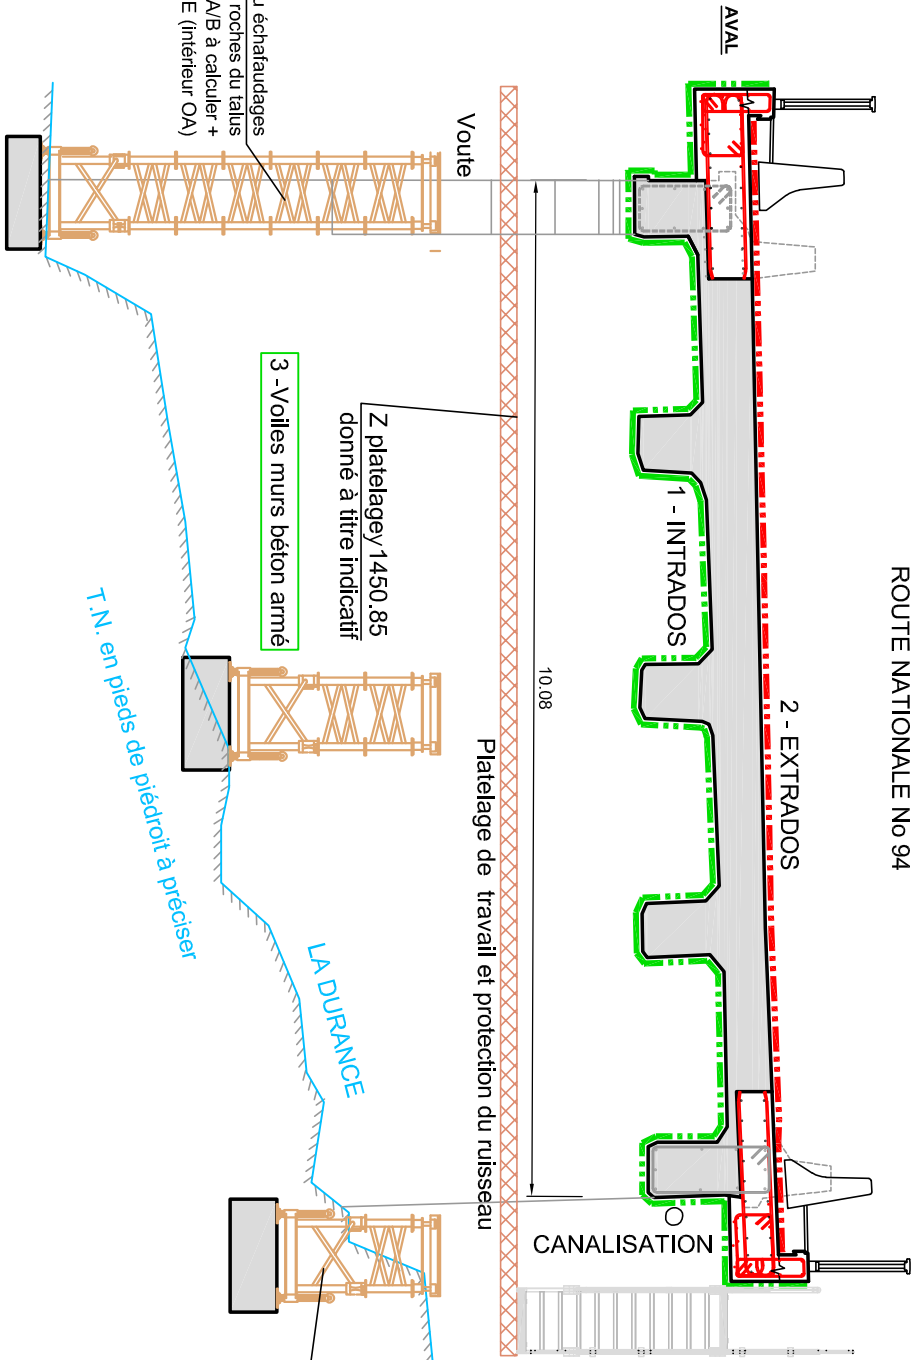 ROUTE NATIONALE No 94
AVAL
2 - EXTRADOS
1 - INTRADOS
CANALISATION
10.08
Voute
Platelage de travail et protection du ruisseau
Z platelagey1450.85
donné à titre indicatif
3 -Voiles murs béton armé
u échafaudages
roches du talus
A/B à calculer +
E (intérieur OA)
LA DURANCE
T.N. en pieds de piédroit à préciser